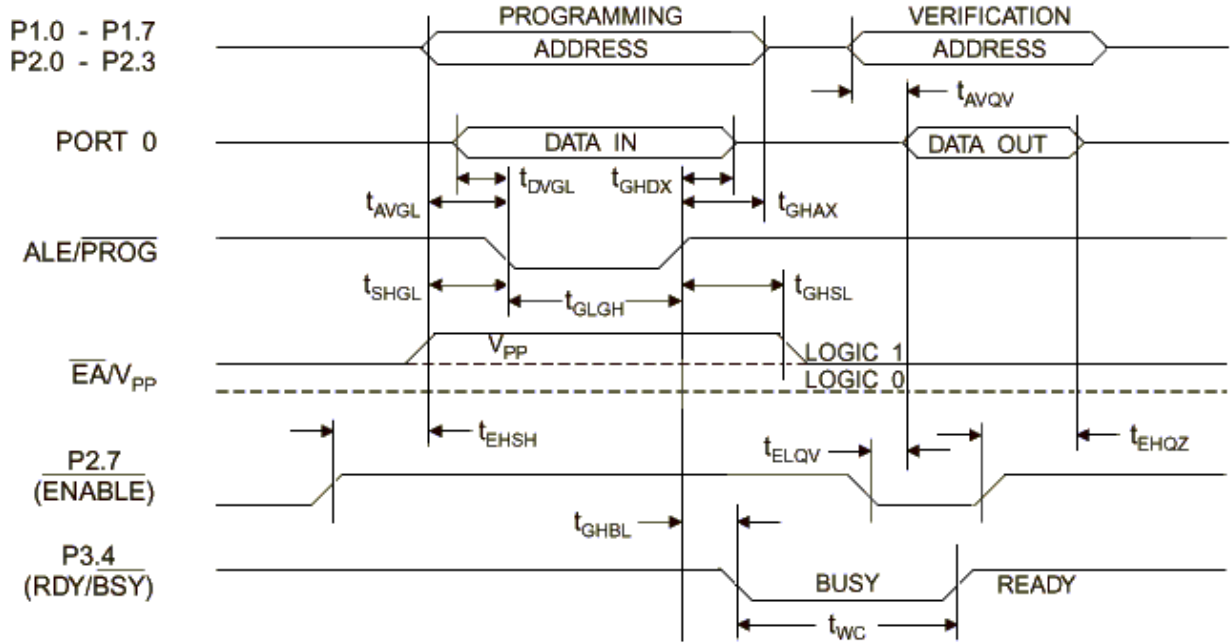 PROGRAMMING
VERIFICATION
P1.0 - P1.7
P2.0 - P2.3
ADDRESS
ADDRESS
tAVQV
PORT 0
DATA IN
DATA OUT
tDVGL
tGHDX
tAVGL
tGHAX
ALE/PROG
tSHGL
tGLGH
tGHSL
VPP
LOGIC 1
EA/VPP
LOGIC 0
tEHSH
tELQV
tEHQZ
P2.7
(ENABLE)
tGHBL
P3.4
(RDY/BSY)
BUSY
READY
tWC